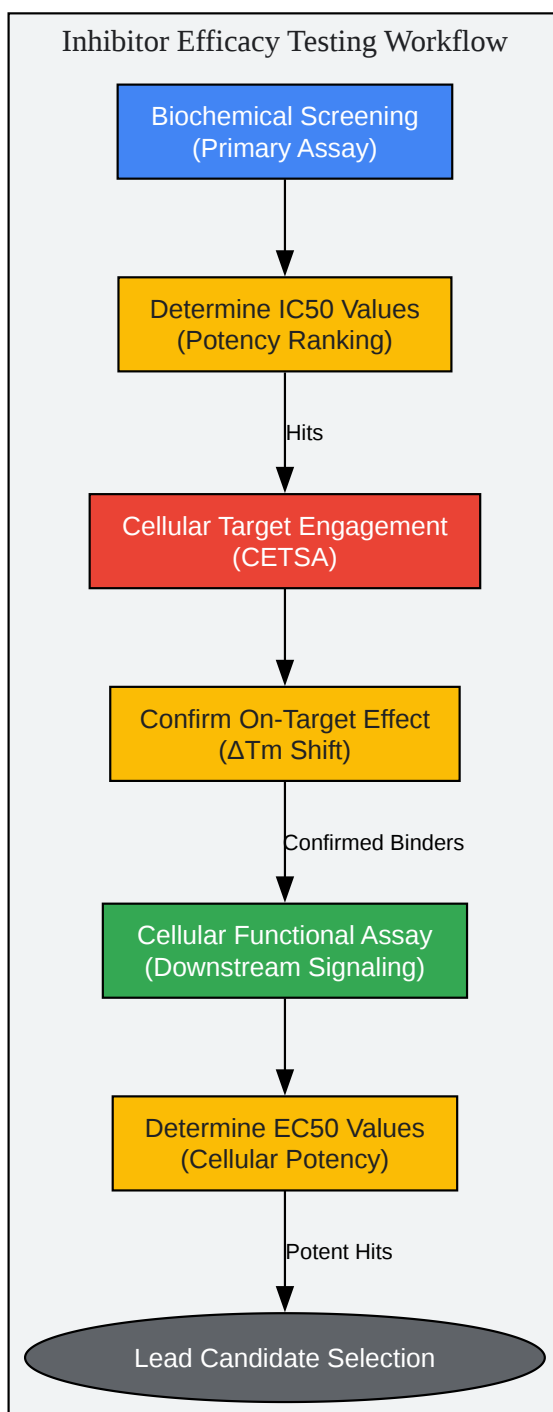 Inhibitor Efficacy Testing Workflow
Biochemical Screening
(Primary Assay)
Determine IC50 Values
(Potency Ranking)
Hits
Cellular Target Engagement
(CETSA)
Confirm On-Target Effect
(ΔTm Shift)
Confirmed Binders
Cellular Functional Assay
(Downstream Signaling)
Determine EC50 Values
(Cellular Potency)
Potent Hits
Lead Candidate Selection